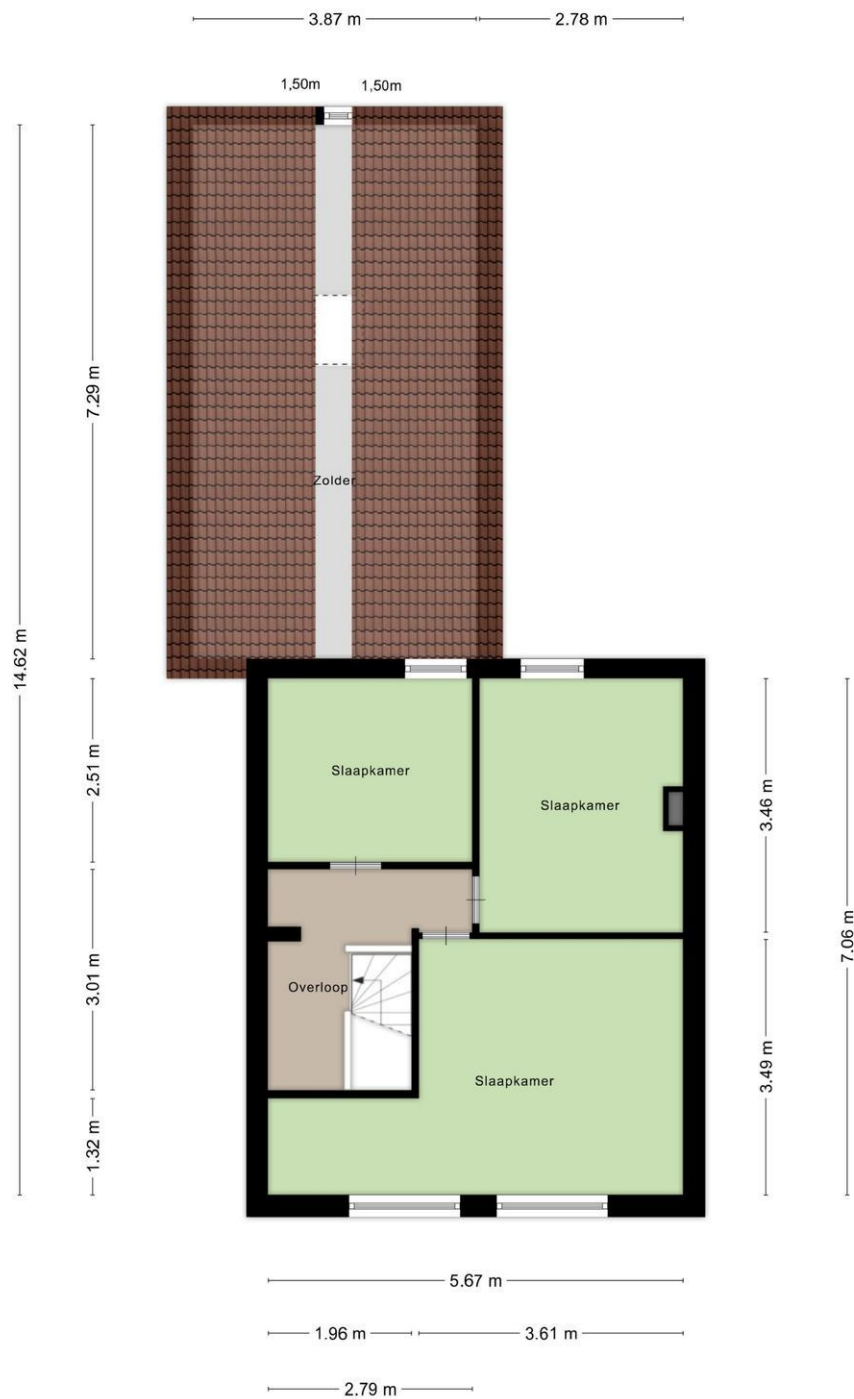 3.87 m
2.78 m
1,50m
1,50m
14.62 m
7.29 m
Zolder
2.51 m
Slaapkamer
Slaapkamer
3.46 m
7.06 m
3.01 m
Overloop
Slaapkamer
3.49 m
1.32 m
5.67 m
1.96 m
3.61 m
2.79 m